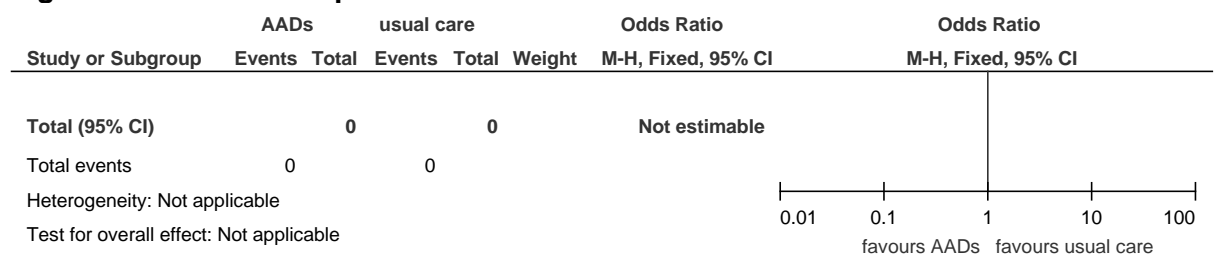 AADs usual care Odds Ratio Odds Ratio
Study or Subgroup Events Total Events Total Weight M-H, Fixed, 95% CI M-H, Fixed, 95% CI
Total (95% CI) 0 0 Not estimable
Total events 0 0
Heterogeneity: Not applicable
Test for overall effect: Not applicable
0.01 0.1 1 10 100
favours AADs favours usual care